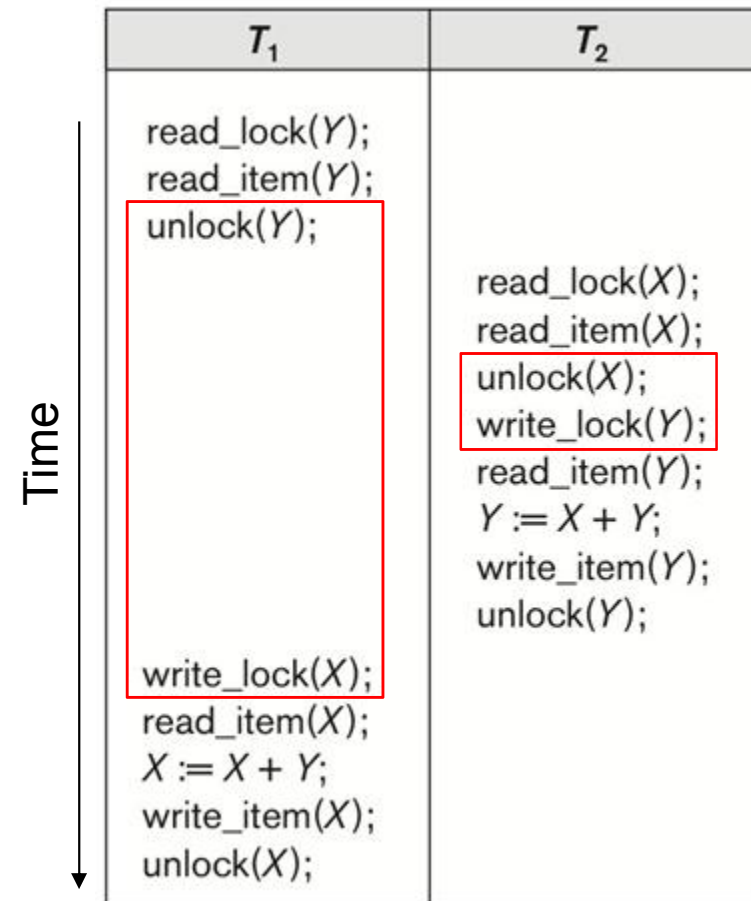 T₁ T₂
read_lock(Y);
read_item(Y);
unlock(Y);
read_lock(X);
read_item(X);
unlock(X);
write_lock(Y);
read_item(Y);
Y := X + Y;
write_item(Y);
unlock(Y);
write_lock(X);
read_item(X);
X := X + Y;
write_item(X);
unlock(X);
Time